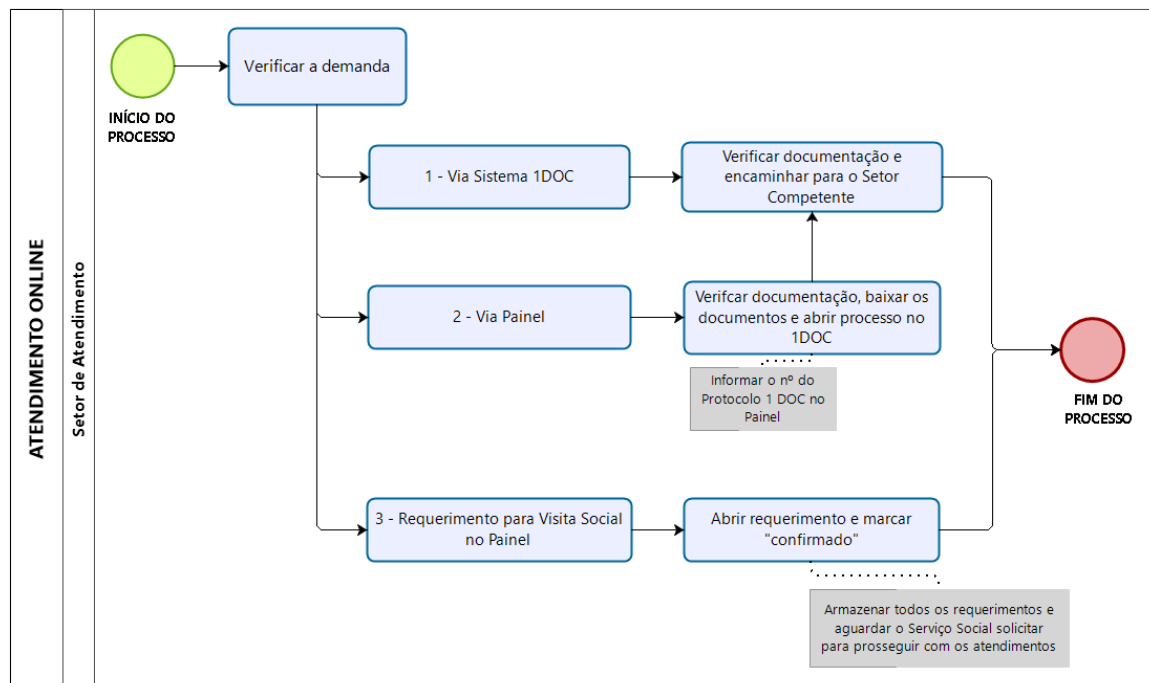 ATENDIMENTO ONLINE
Setor de Atendimento
INÍCIO DO
PROCESSO
Verificar a demanda
1 - Via Sistema 1DOC
Verificar documentação e
encaminhar para o Setor
Competente
2 - Via Painel
Verifcar documentação, baixar os
documentos e abrir processo no
1DOC
Informar o nº do
Protocolo 1 DOC no
Painel
FIM DO
PROCESSO
3 - Requerimento para Visita Social
no Painel
Abrir requerimento e marcar
"confirmado"
Armazenar todos os requerimentos e
aguardar o Serviço Social solicitar
para prosseguir com os atendimentos